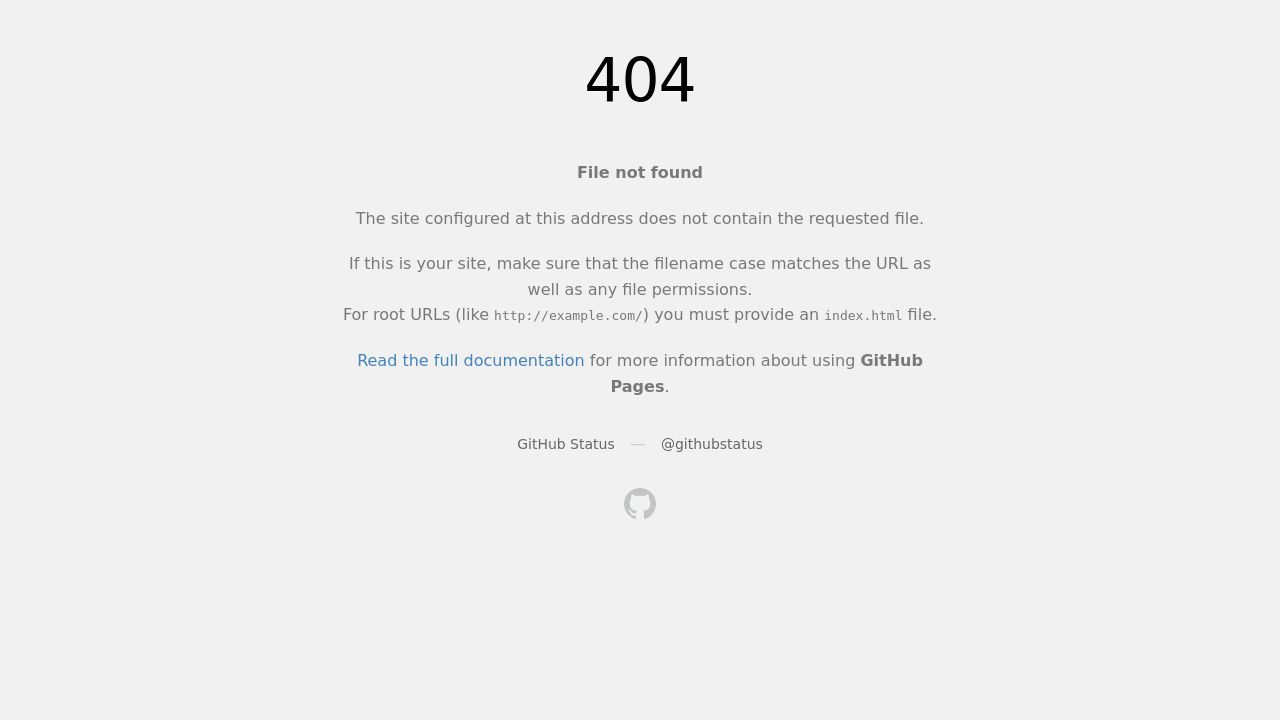 404
File not found
The site configured at this address does not contain the requested file.
If this is your site, make sure that the filename case matches the URL as
well as any file permissions.
For root URLs (like http://example.com/) you must provide an index.html file.
Read the full documentation for more information about using GitHub
Pages.
GitHub Status — @githubstatus